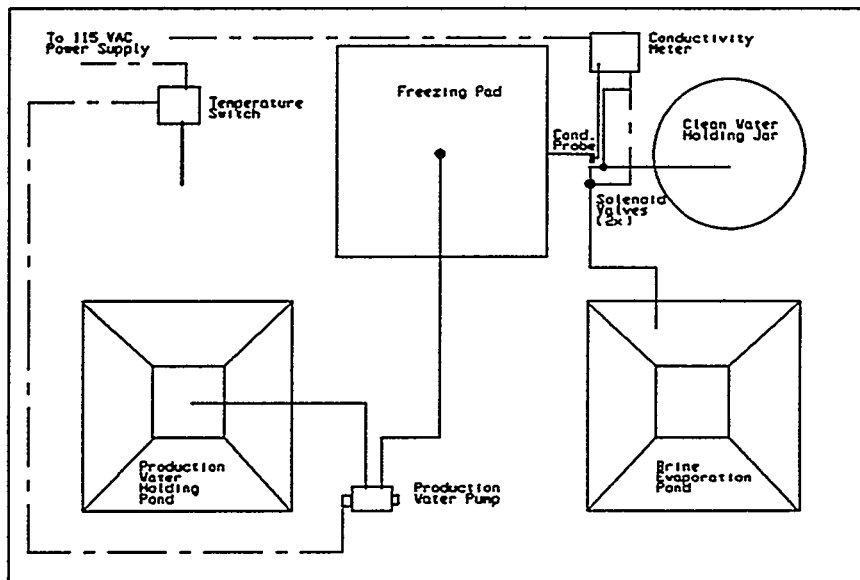 To 115 VAC
Power Supply
Temperature
Switch
Freezing Pad
Conductivity
Meter
Cond.
Probe
Clean Water
Holding Jar
Solenoid
Valves
(2x)
Production
Water
Holding
Pond
Production
Water Pump
Brine
Evaporation
Pond